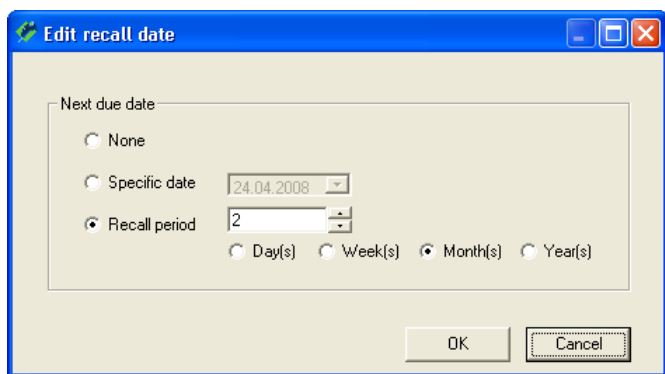 Edit recall date
Next due date
None
Specific date 24.04.2008
Recall period 2
Day(s) Week(s) Month(s) Year(s)
OK Cancel